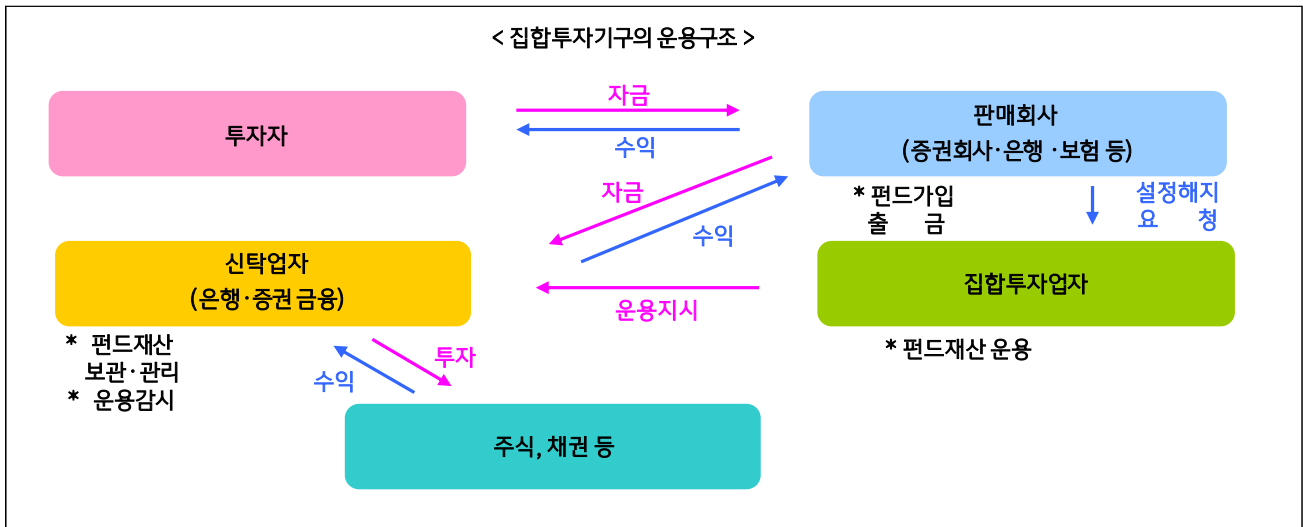 < 집합투자기구의 운용구조 >
자금
투자자
수익
판매회사
(증권회사·은행 ·보험 등)
자금
수익
* 펀드가입
출 금
설정해지
요 청
신탁업자
(은행·증권 금융)
운용지시
집합투자업자
* 펀드재산
보관·관리
* 운용감시
* 펀드재산 운용
투자
수익
주식, 채권 등